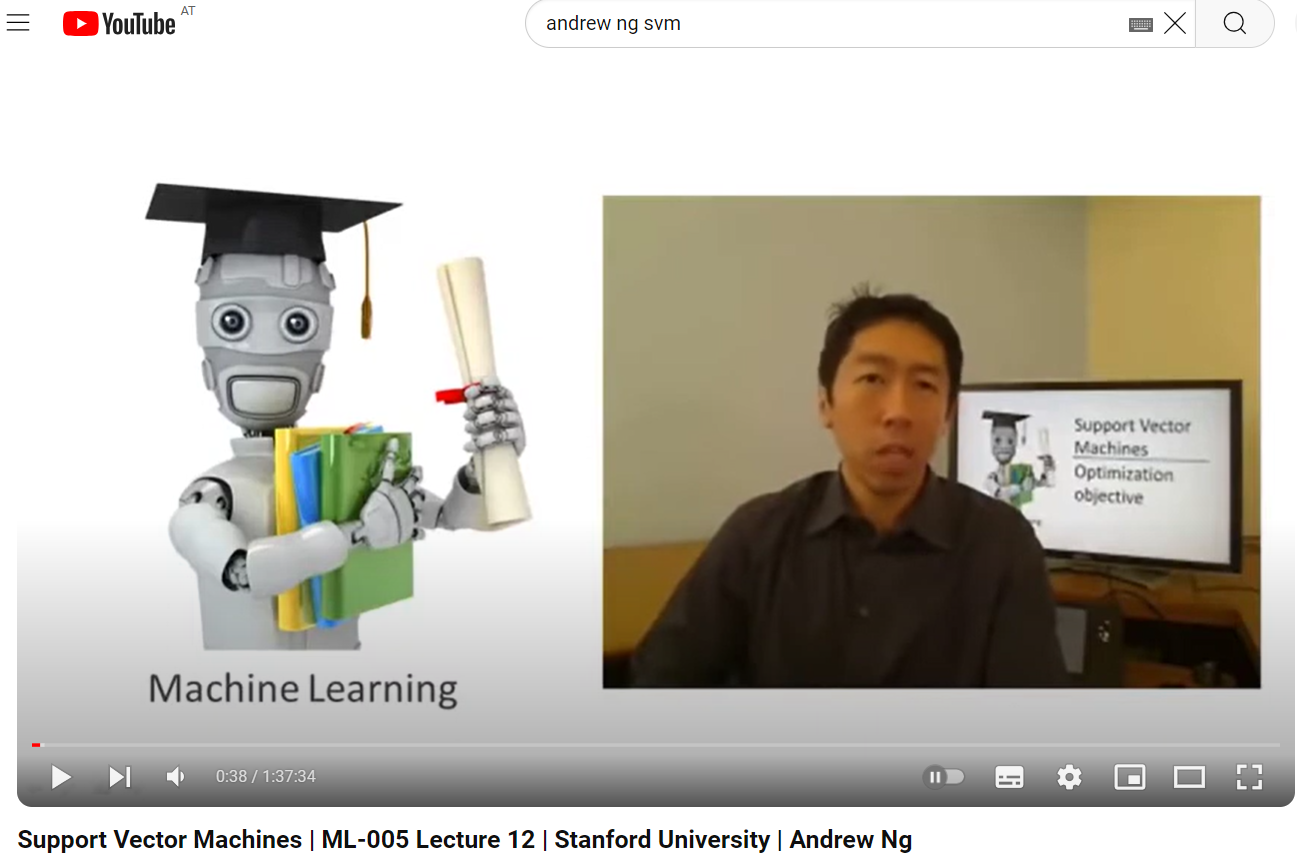 YouTube AT
andrew ng svm
Support Vector
Machines
Optimization
objective
Machine Learning
0:38 / 1:37:34
Support Vector Machines | ML-005 Lecture 12 | Stanford University | Andrew Ng